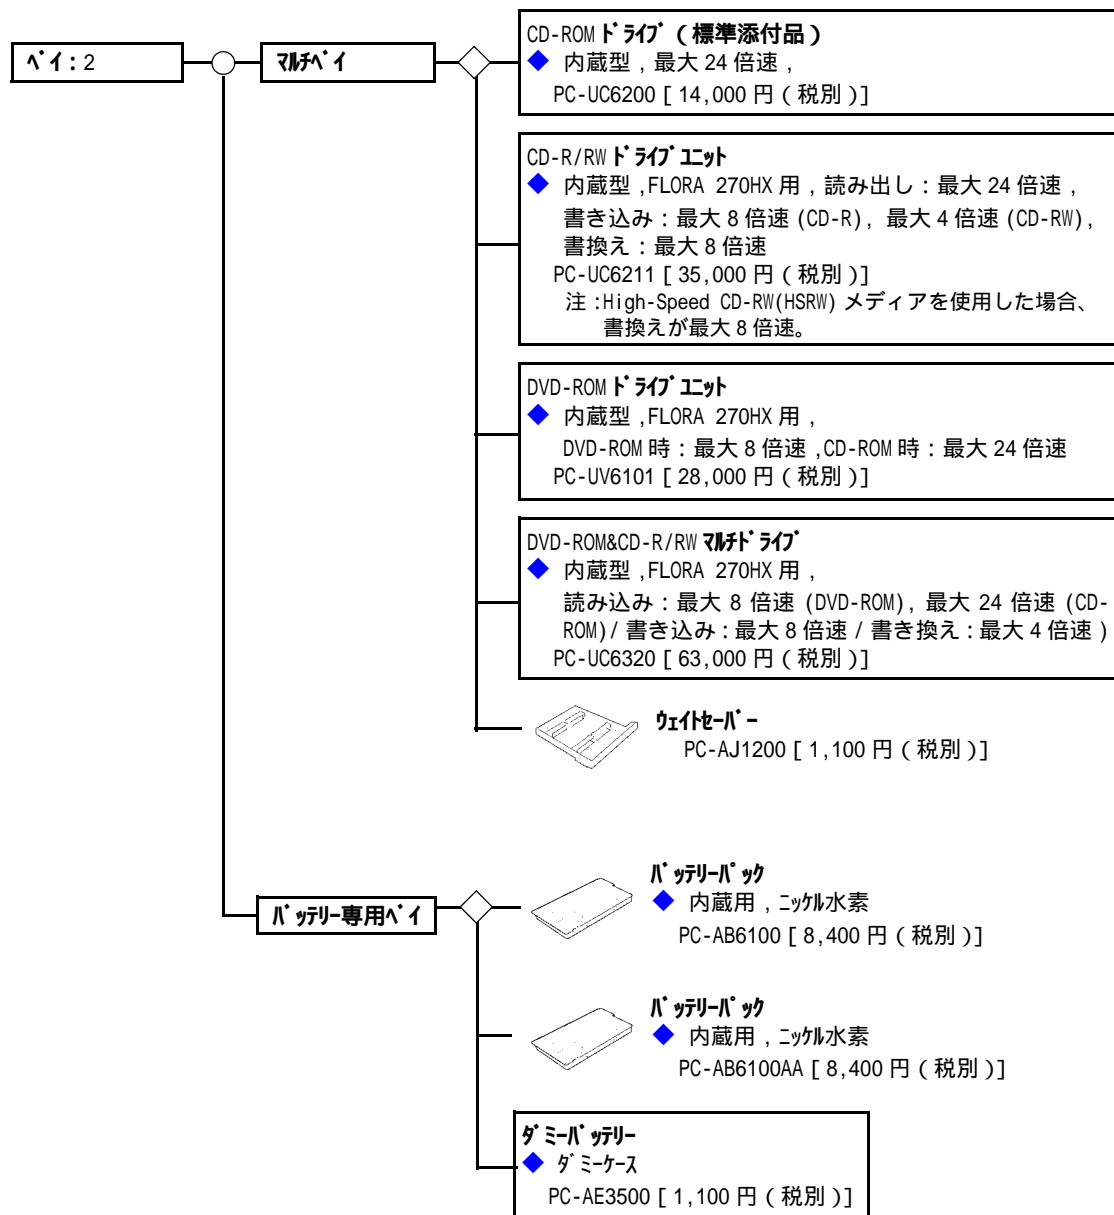 ﾍﾞｲ：2
ﾏﾙﾁﾍﾞｲ
CD-ROM ﾄﾞﾗｲﾌﾞ（標準添付品）
◆ 内蔵型，最大 24 倍速，
PC-UC6200 [ 14,000 円（税別）]
CD-R/RW ﾄﾞﾗｲﾌﾞﾕﾆｯﾄ
◆ 内蔵型，FLORA 270HX 用，読み出し：最大 24 倍速，
書き込み：最大 8 倍速 (CD-R)，最大 4 倍速 (CD-RW)，
書換え：最大 8 倍速
PC-UC6211 [ 35,000 円（税別）]
注：High-Speed CD-RW(HSRW) メディアを使用した場合、
書換えが最大 8 倍速。
DVD-ROM ﾄﾞﾗｲﾌﾞﾕﾆｯﾄ
◆ 内蔵型，FLORA 270HX 用，
DVD-ROM 時：最大 8 倍速，CD-ROM 時：最大 24 倍速
PC-UV6101 [ 28,000 円（税別）]
DVD-ROM&CD-R/RW ﾏﾙﾁﾄﾞﾗｲﾌﾞ
◆ 内蔵型，FLORA 270HX 用，
読み込み：最大 8 倍速 (DVD-ROM)，最大 24 倍速 (CD-
ROM)/ 書き込み：最大 8 倍速 / 書き換え：最大 4 倍速 )
PC-UC6320 [ 63,000 円（税別）]
ｳｪｲﾄｾｰﾊﾞｰ
PC-AJ1200 [ 1,100 円（税別）]
ﾊﾞｯﾃﾘｰ専用ﾍﾞｲ
ﾊﾞｯﾃﾘｰﾊﾟｯｸ
◆ 内蔵用，ﾆｯｹﾙ水素
PC-AB6100 [ 8,400 円（税別）]
ﾊﾞｯﾃﾘｰﾊﾟｯｸ
◆ 内蔵用，ﾆｯｹﾙ水素
PC-AB6100AA [ 8,400 円（税別）]
ﾀﾞﾐｰﾊﾞｯﾃﾘｰ
◆ ﾀﾞﾐｰｹｰｽ
PC-AE3500 [ 1,100 円（税別）]